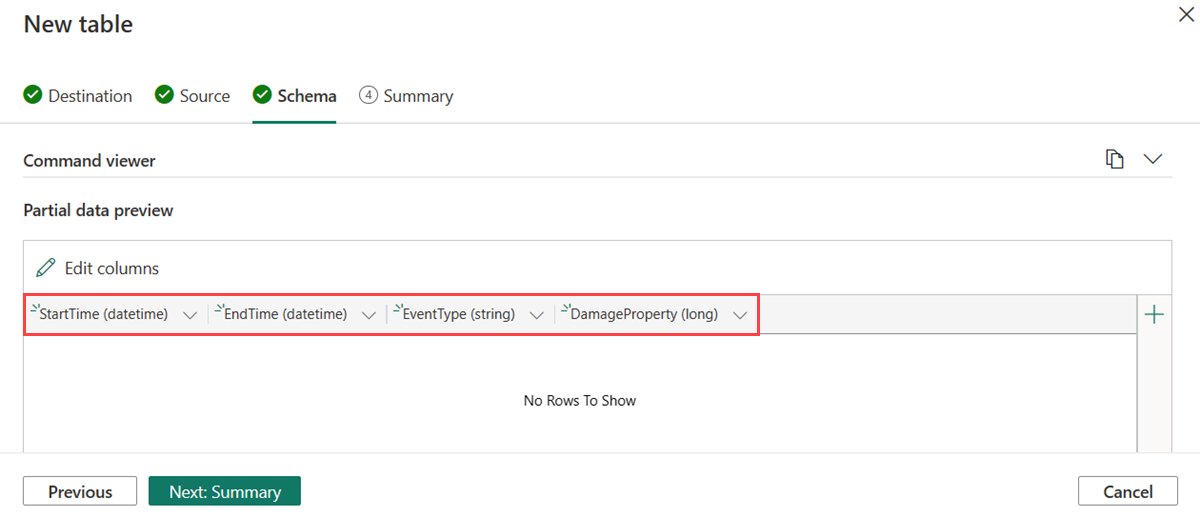 New table
Destination Source Schema 4 Summary
Command viewer
Partial data preview
Edit columns
StartTime (datetime) EndTime (datetime) EventType (string) DamageProperty (long)
No Rows To Show
Previous Next: Summary Cancel